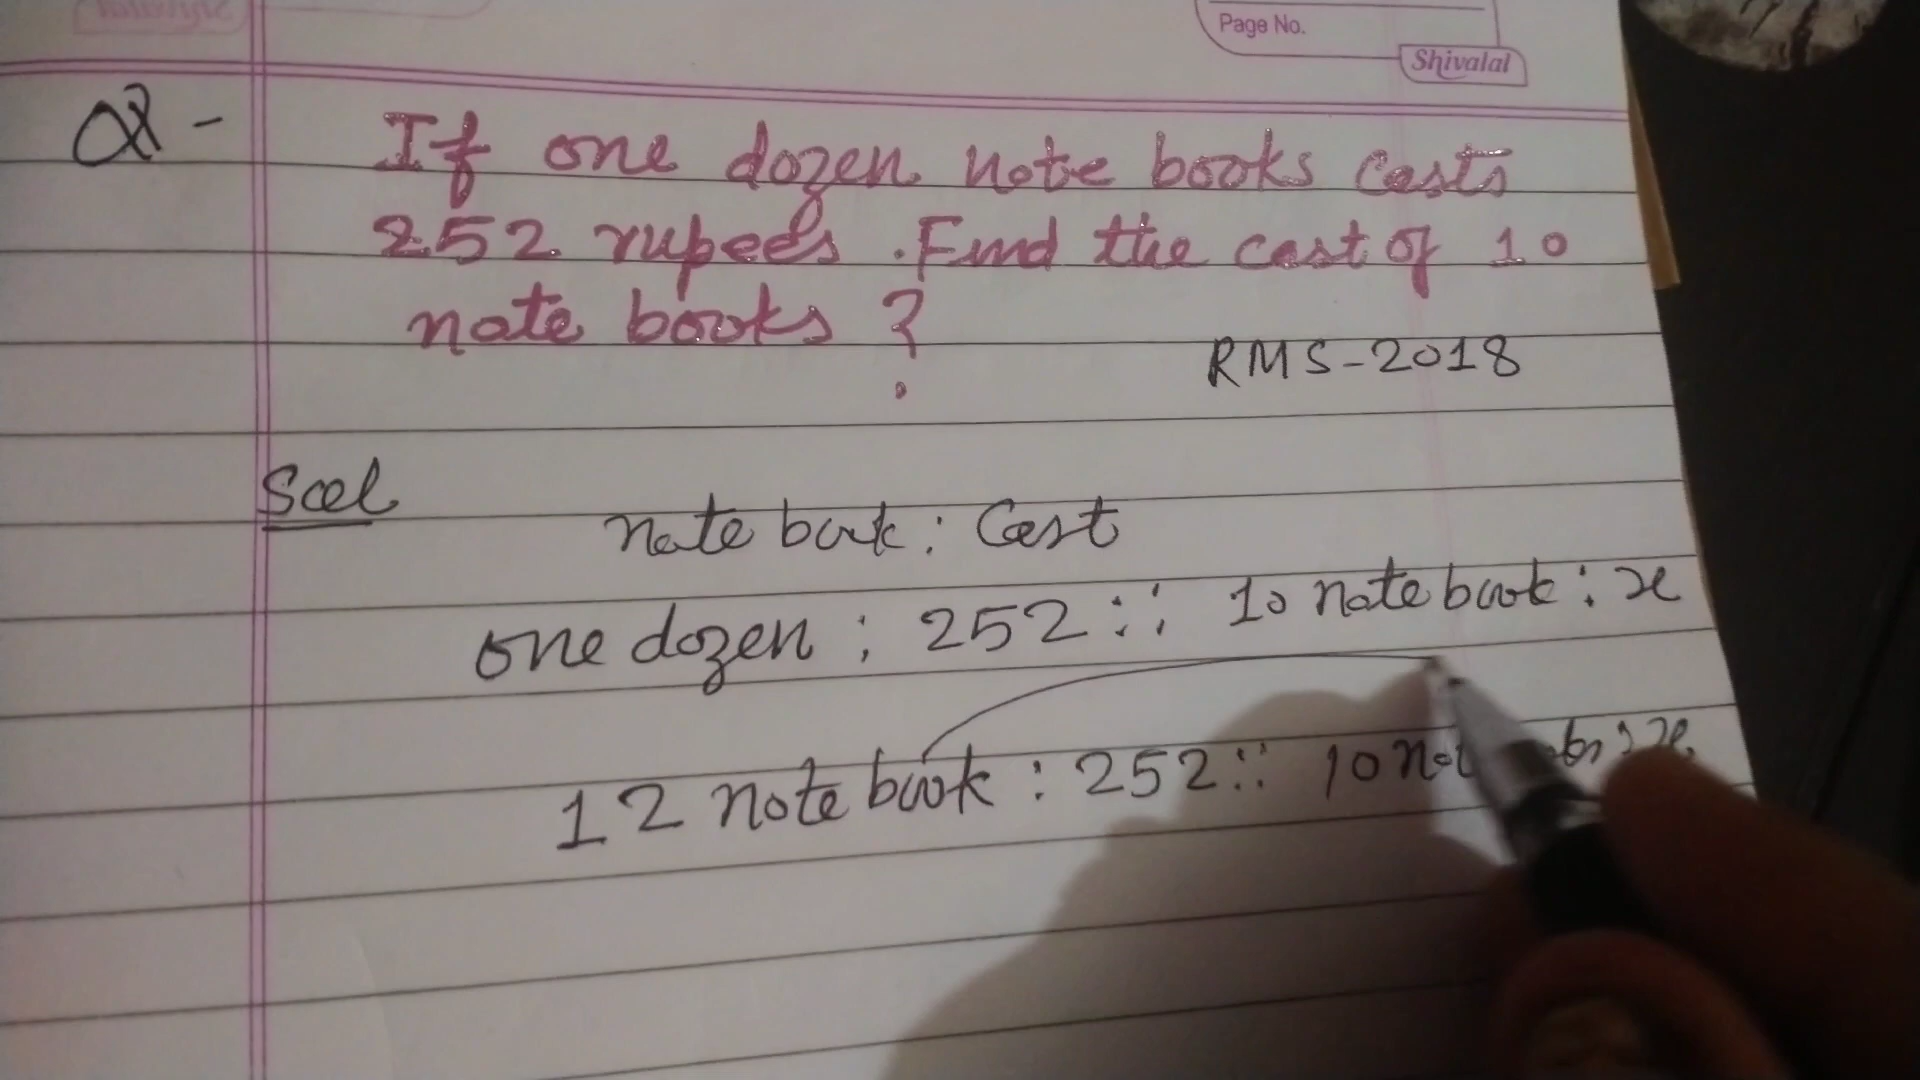 Page No.
Shivalal
Q -
If one dozen note books costs
252 rupees . Find the cost of 10
note books ?
RMS-2018
Sol
note book : Cost
one dozen : 252 :: 10 note book : x
12 note book : 252 :: 10 : x